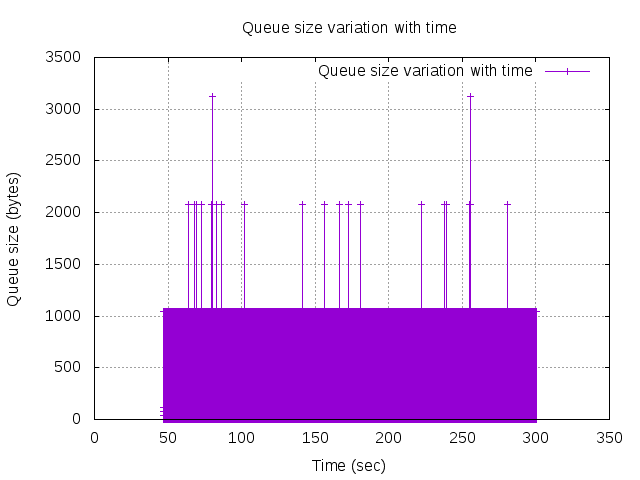 Queue size variation with time
3500
Queue size variation with time
3000
2500
2000
1500
1000
500
0
Queue size (bytes)
0 50 100 150 200 250 300 350
Time (sec)